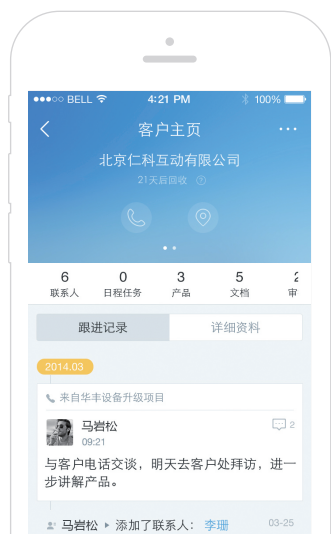 BELL 4:21 PM 100%
客户主页
北京仁科互动有限公司
21天后回收 ?
6 0 3 5
联系人 日程任务 产品 文档 审
跟进记录 详细资料
2014.03
来自华丰设备升级项目
马岩松 2
09:21
与客户电话交谈，明天去客户处拜访，进一
步讲解产品。
马岩松 添加了联系人： 李珊 03-25